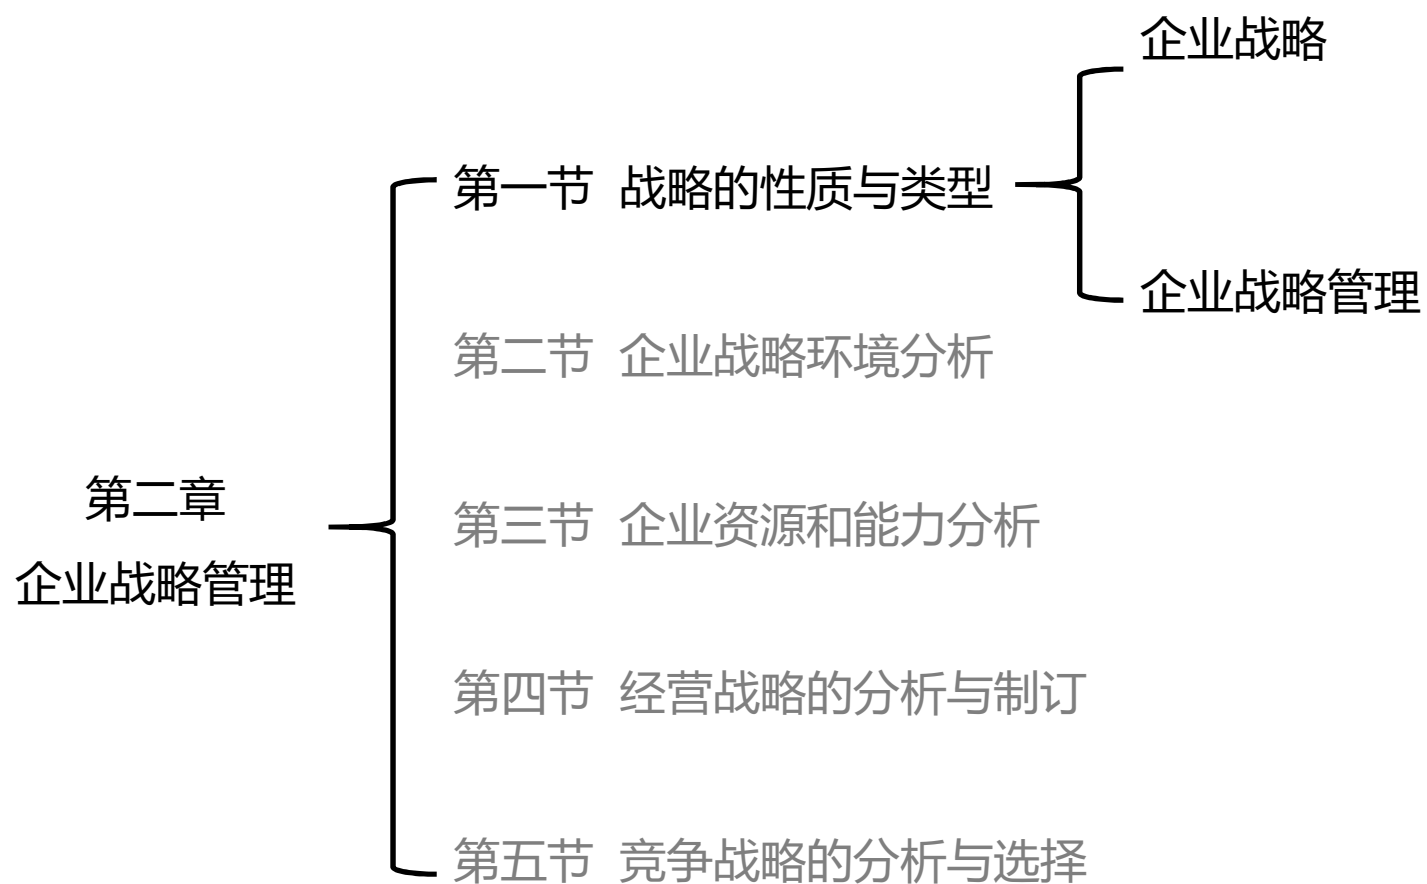 企业战略
第一节 战略的性质与类型
企业战略管理
第二节 企业战略环境分析
第二章
企业战略管理
第三节 企业资源和能力分析
第四节 经营战略的分析与制订
第五节 竞争战略的分析与选择